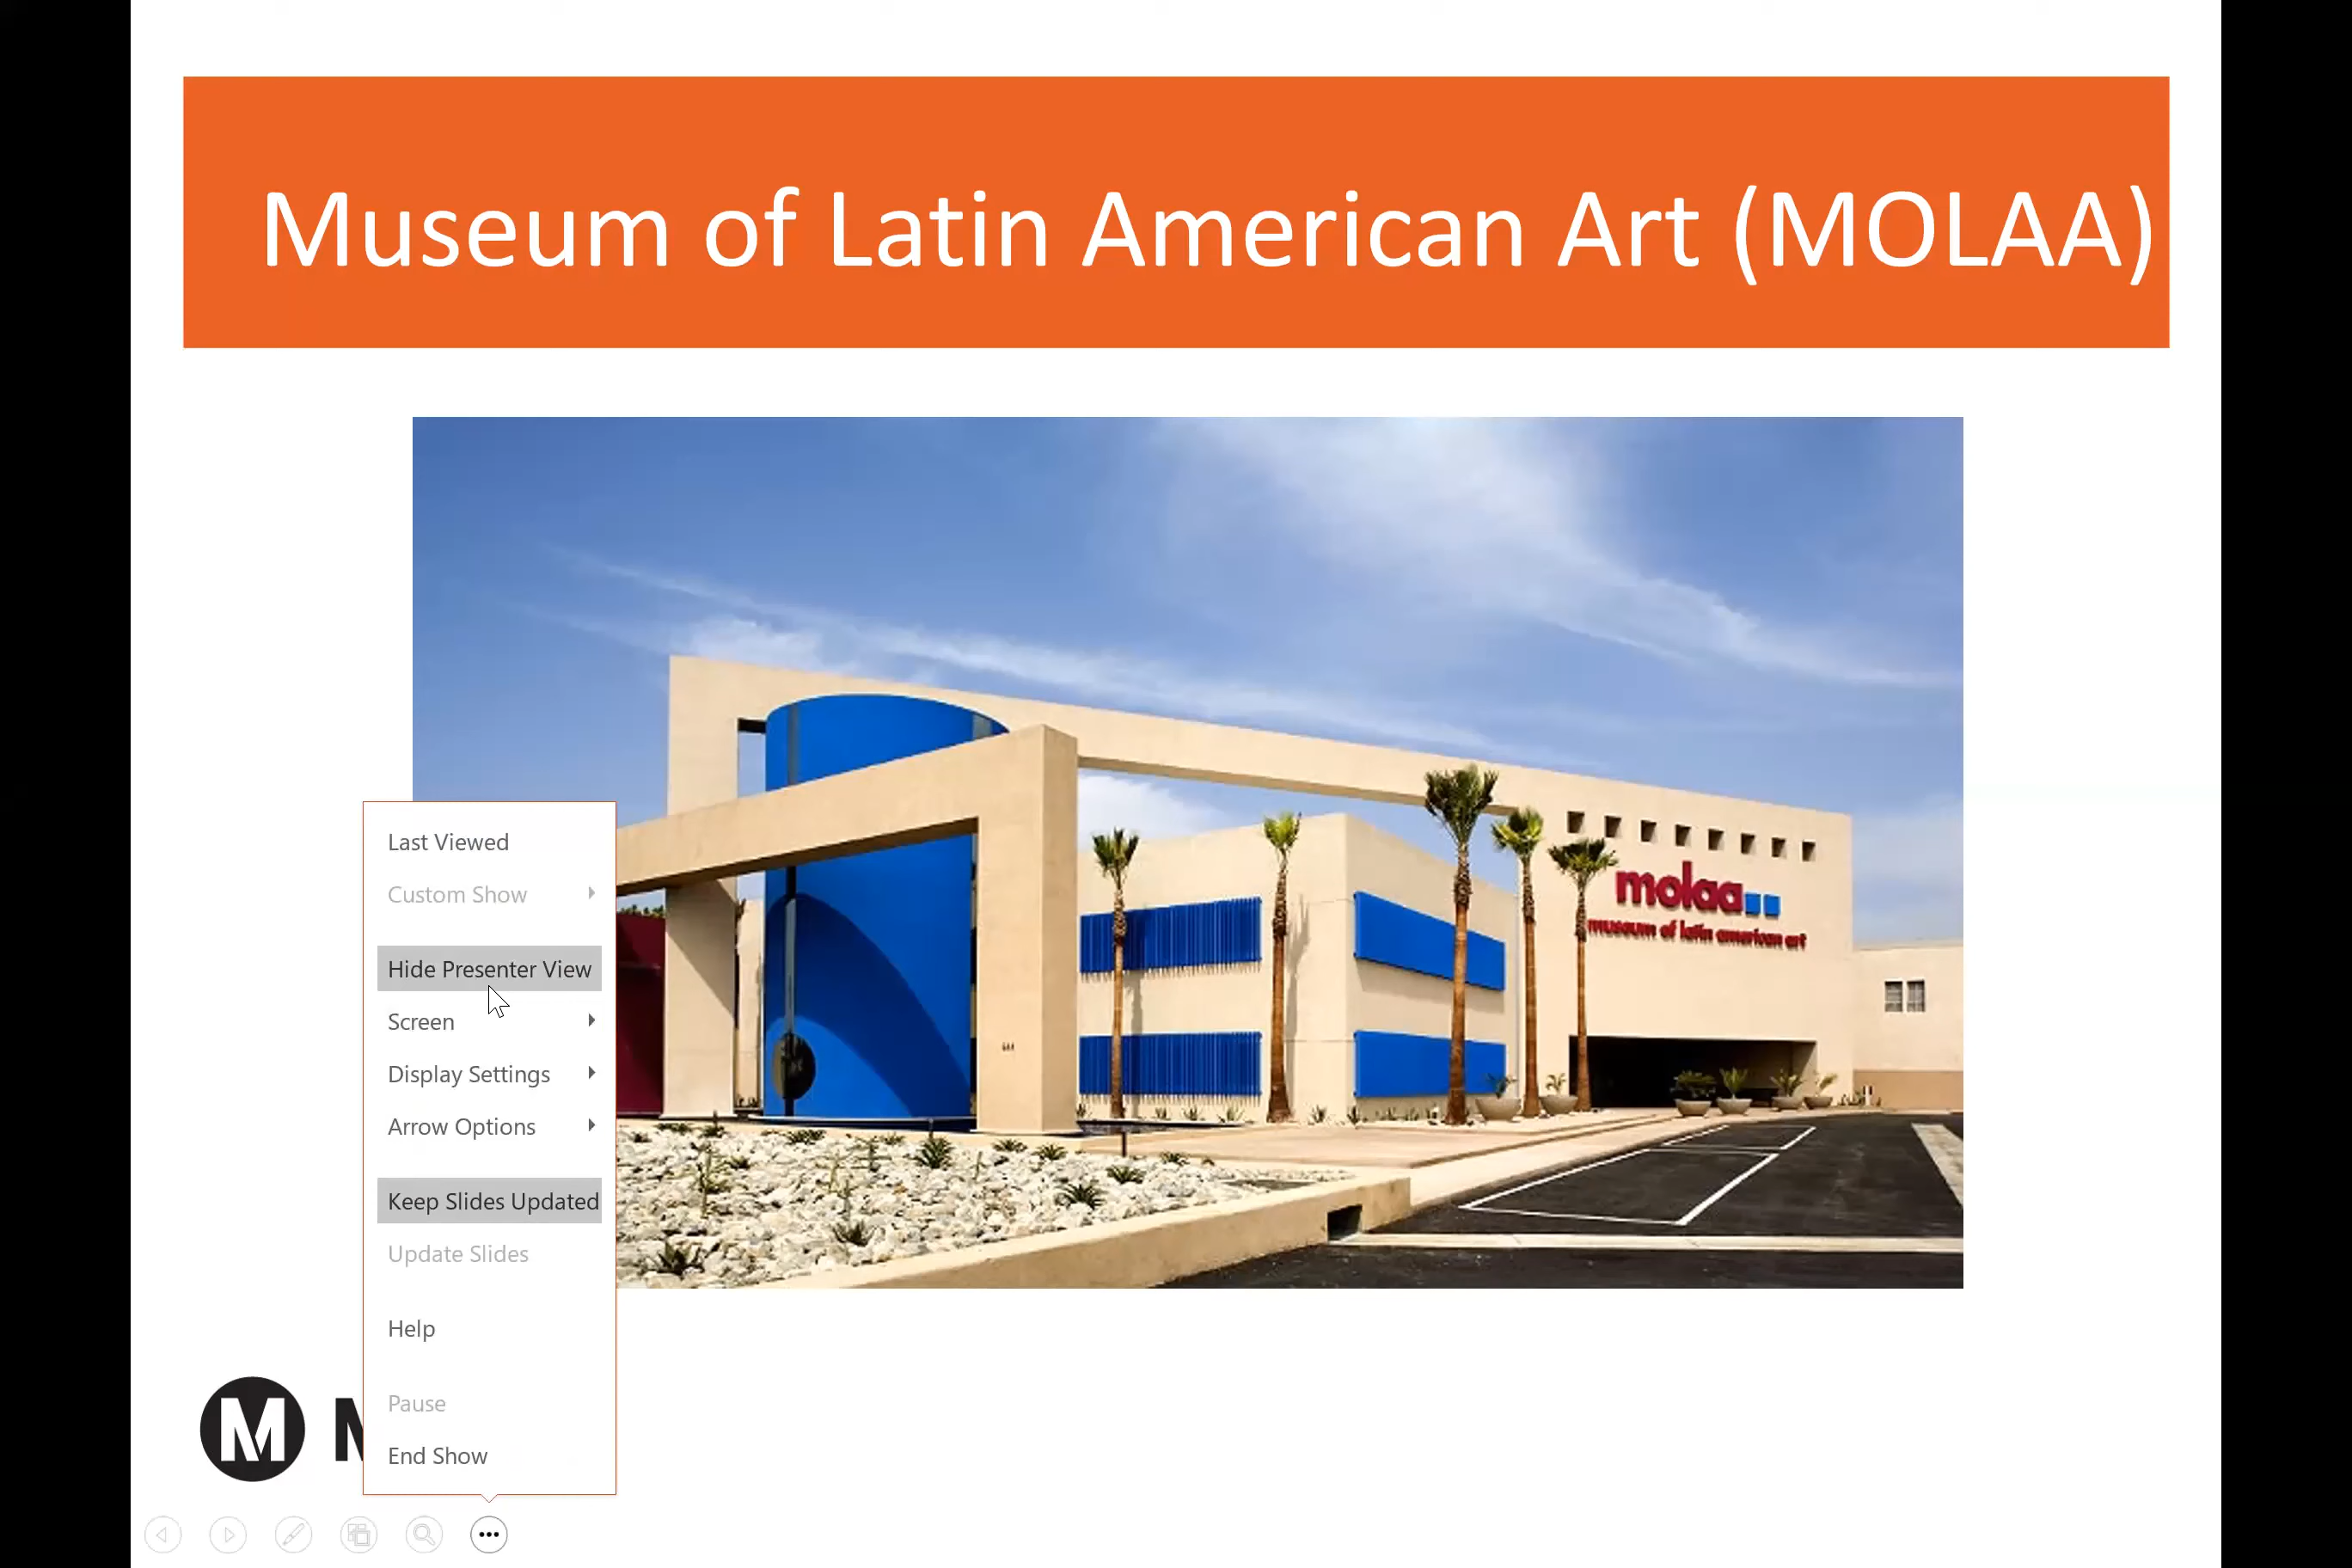 Museum of Latin American Art (MOLAA)
molaa
museum of latin american art
Last Viewed
Custom Show
Hide Presenter View
Screen
Display Settings
Arrow Options
Keep Slides Updated
Update Slides
Help
Pause
End Show
M M